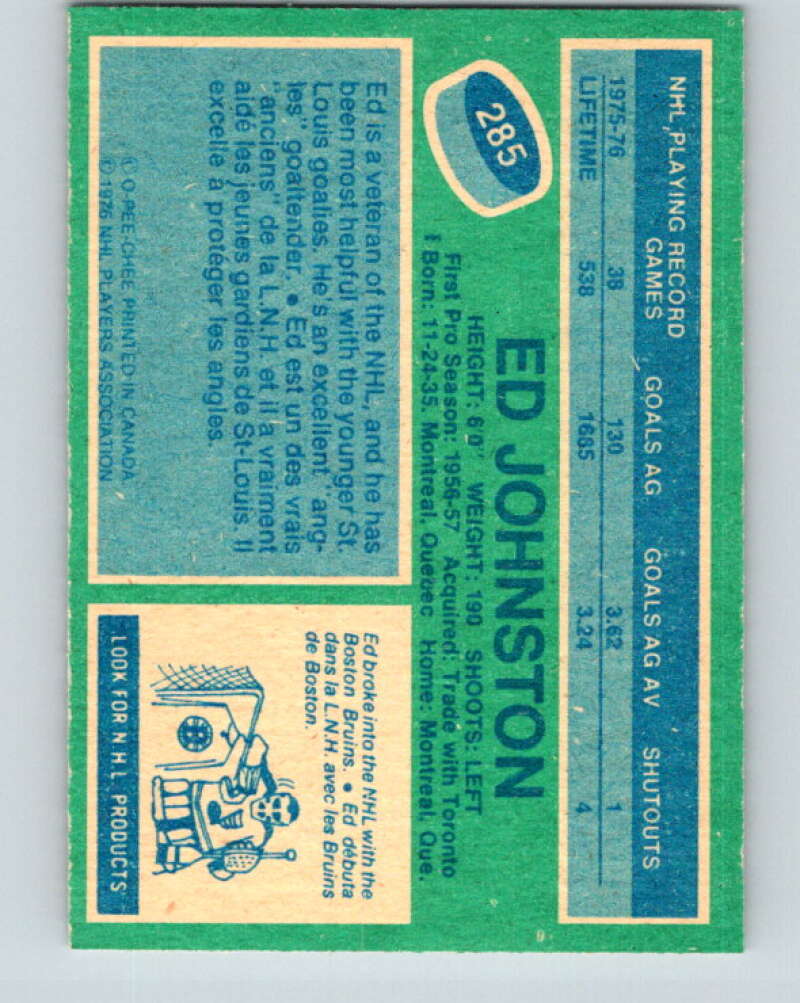 NHL, PLAYING RECORD
GAMES GOALS AG GOALS AG AV SHUTOUTS
1975-76 38 130 3.62 1
LIFETIME 538 1685 3.24 4
285
ED JOHNSTON
HEIGHT: 6'0" WEIGHT: 190 SHOOTS: LEFT
First Pro Season: 1956-57 Acquired: Trade with Toronto
Born: 11-24-35. Montreal, Quebec Home: Montreal, Que.
Ed is a veteran of the NHL, and he has
been most helpful with the younger St.
Louis goalies. He's an excellent "ang-
les" goaltender. • Ed est un des vrais
"anciens" de la L.N.H. et il a vraiment
aidé les jeunes gardiens de St-Louis. Il
excelle à protéger les angles.
© O-PEE-CHEE PRINTED IN CANADA
© 1976 NHL PLAYERS ASSOCIATION
Ed broke into the NHL with the
Boston Bruins. • Ed débuta
dans la L.N.H. avec les Bruins
de Boston.
B
LOOK FOR N.H.L. PRODUCTS